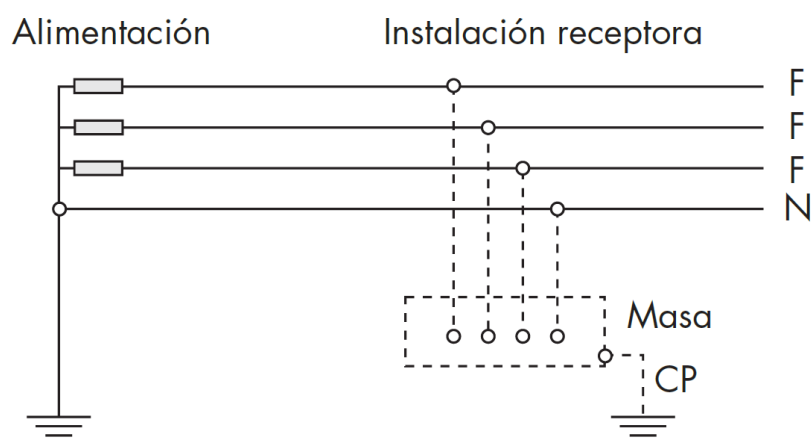 Alimentación
Instalación receptora
F
F
F
N
Masa
CP